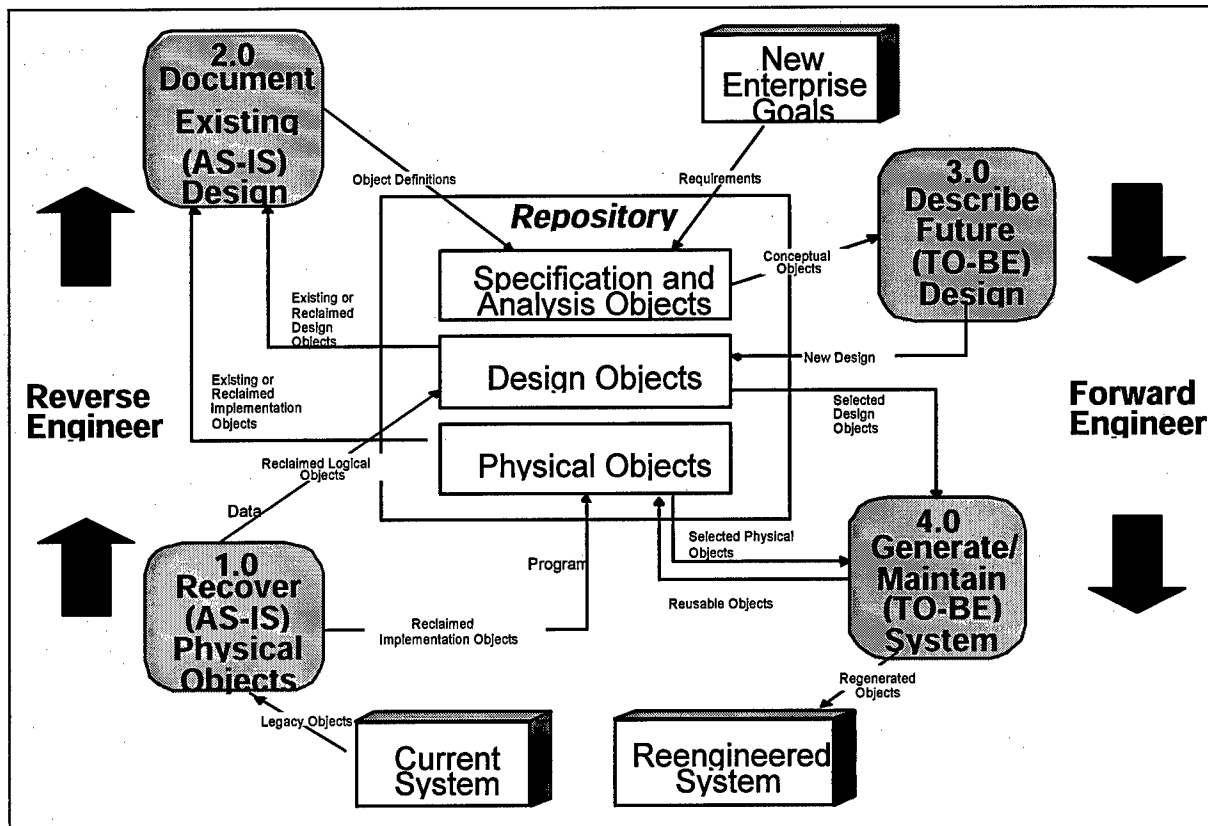 2.0
Document
Existing
(AS-IS)
Design
New
Enterprise
Goals
Object Definitions
Requirements
3.0
Describe
Future
(TO-BE)
Design
Repository
Specification and
Analysis Objects
Conceptual
Objects
Existing or
Reclaimed
Design
Objects
Design Objects
New Design
Reverse
Engineer
Existing or
Reclaimed
Implementation
Objects
Selected
Design
Objects
Forward
Engineer
Physical Objects
Reclaimed Logical
Objects
Data
1.0
Recover
(AS-IS)
Physical
Objects
Program
Selected Physical
Objects
Reusable Objects
4.0
Generate/
Maintain
(TO-BE)
System
Reclaimed
Implementation Objects
Legacy Objects
Regenerated
Objects
Current
System
Reengineered
System